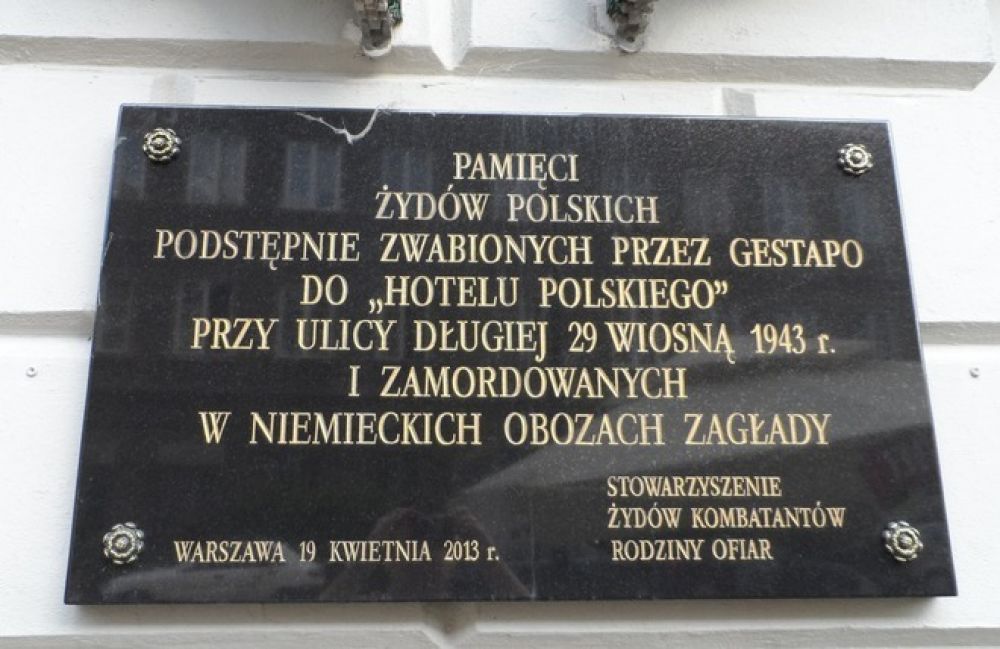 PAMIĘCI
ŻYDÓW POLSKICH
PODSTĘPNIE ZWABIONYCH PRZEZ GESTAPO
DO „HOTELU POLSKIEGO”
PRZY ULICY DŁUGIEJ 29 WIOSNĄ 1943 r.
I ZAMORDOWANYCH
W NIEMIECKICH OBOZACH ZAGŁADY
STOWARZYSZENIE
ŻYDÓW KOMBATANTÓW
RODZINY OFIAR
WARSZAWA 19 KWIETNIA 2013 r.